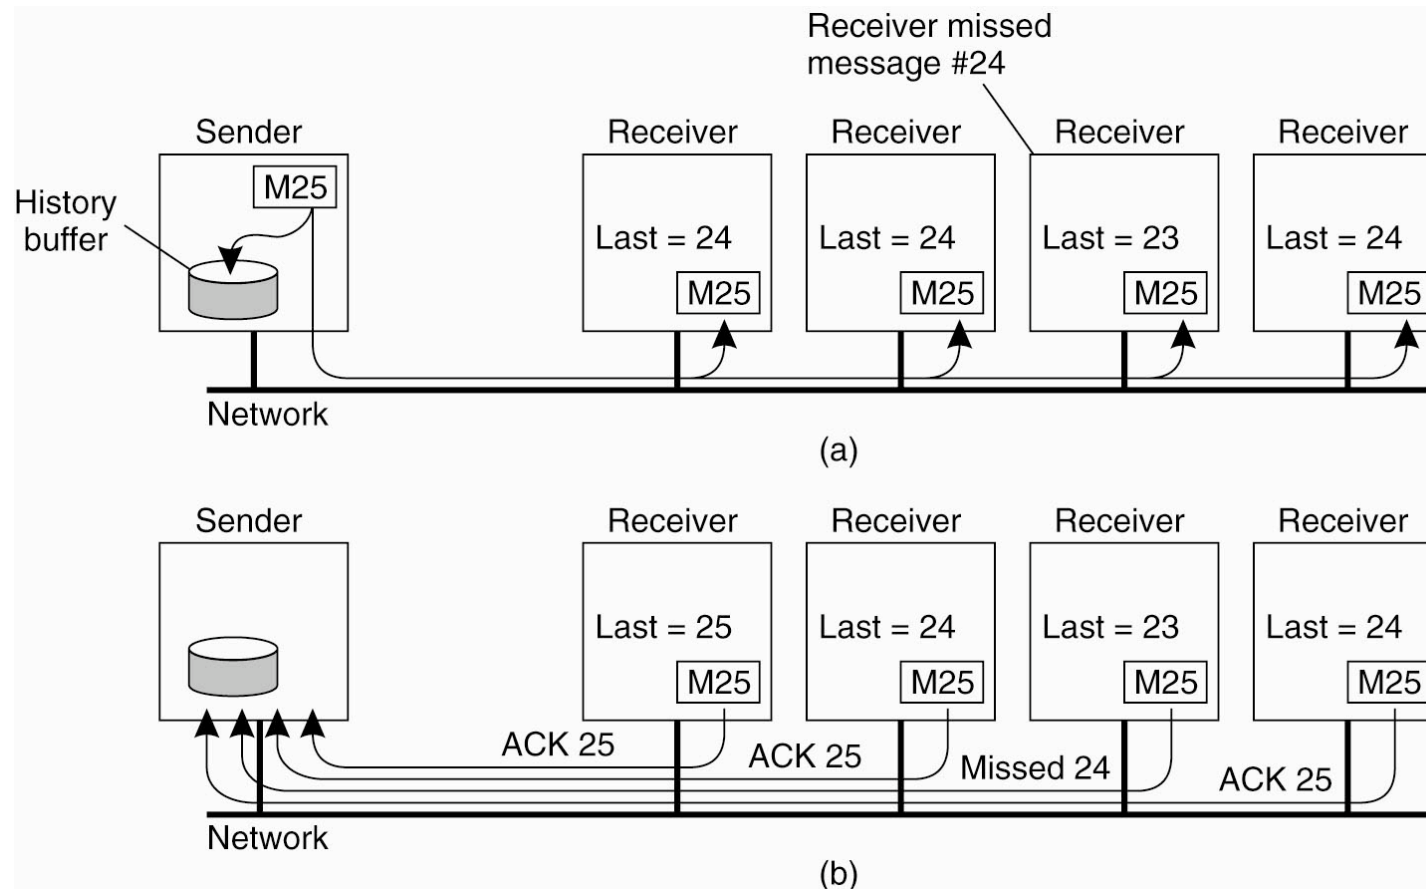 Receiver missed
message #24
Sender
Receiver
Receiver
Receiver
Receiver
M25
History
buffer
Last = 24
Last = 24
Last = 23
Last = 24
M25
M25
M25
M25
Network
(a)
Sender
Receiver
Receiver
Receiver
Receiver
Last = 25
Last = 24
Last = 23
Last = 24
M25
M25
M25
M25
ACK 25
ACK 25
Missed 24
ACK 25
Network
(b)